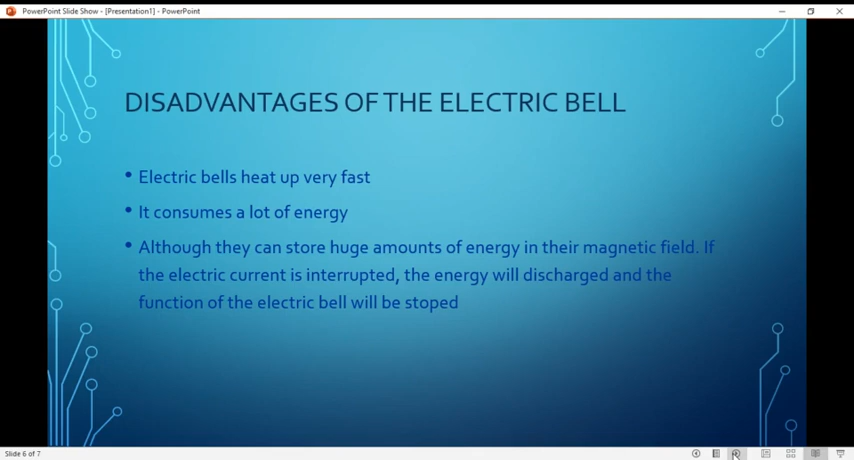 PowerPoint Slide Show - [Presentation1] - PowerPoint
DISADVANTAGES OF THE ELECTRIC BELL
• Electric bells heat up very fast
• It consumes a lot of energy
• Although they can store huge amounts of energy in their magnetic field. If
the electric current is interrupted, the energy will discharged and the
function of the electric bell will be stoped
Slide 6 of 7